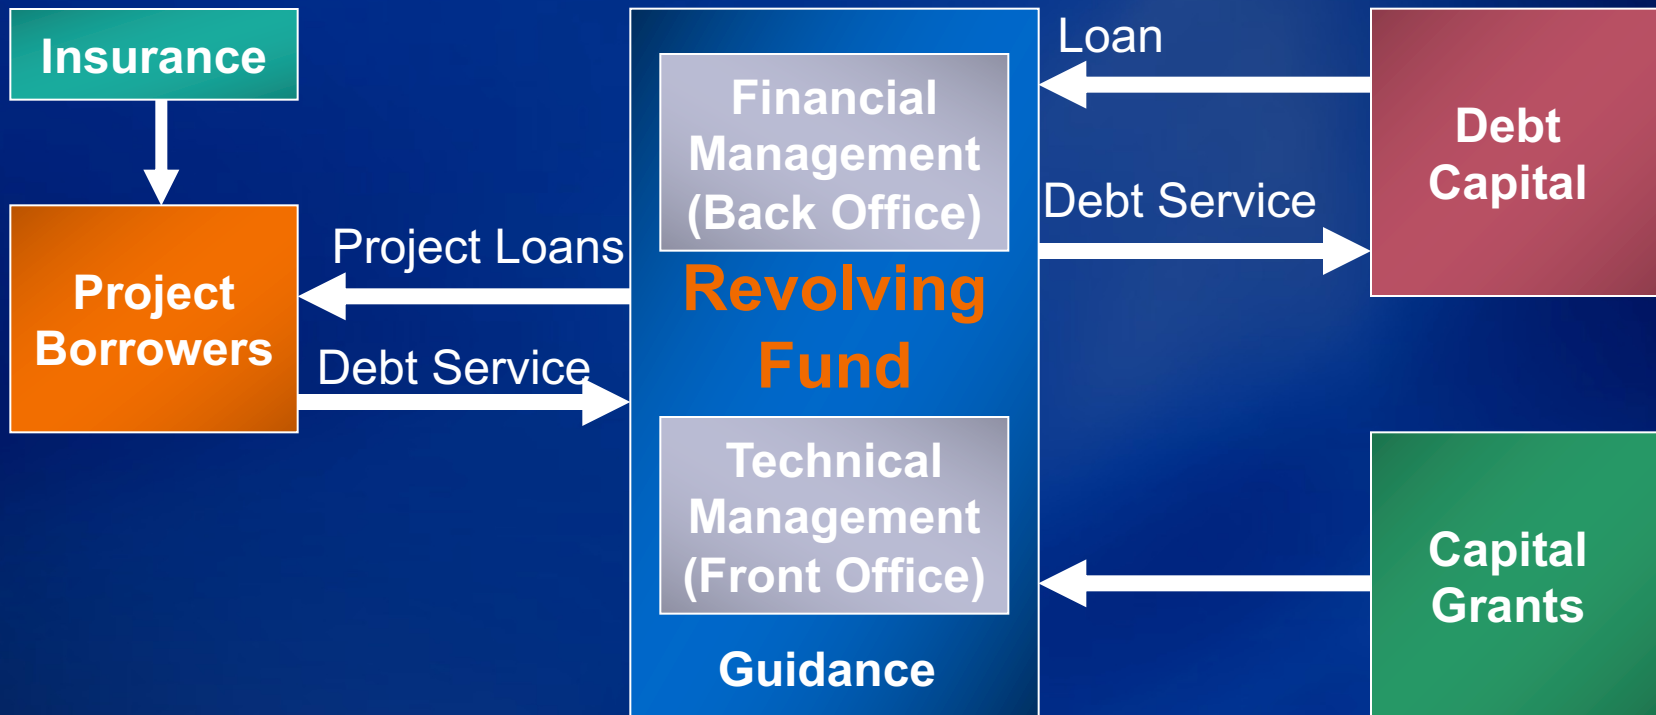 Insurance
Project
Borrowers
Project Loans
Debt Service
Financial
Management
(Back Office)
Revolving
Fund
Technical
Management
(Front Office)
Guidance
Loan
Debt Service
Debt
Capital
Capital
Grants